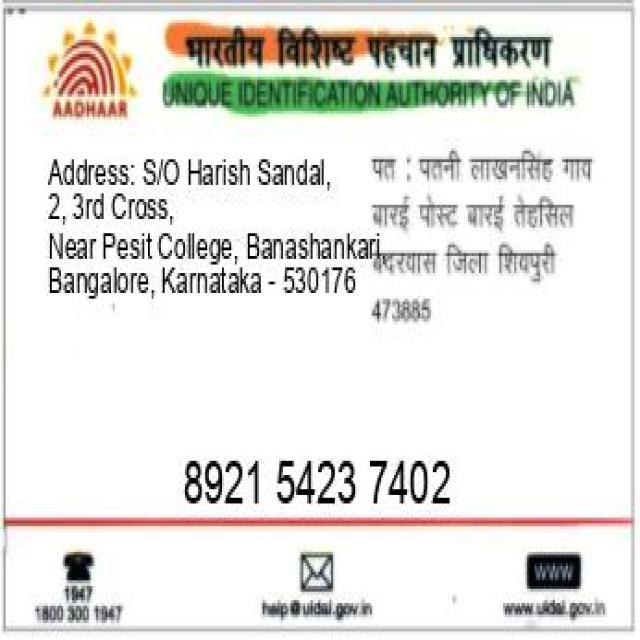 भारतीय विशिष्ट पहचान प्राधिकरण
AADHAAR
UNIQUE IDENTIFICATION AUTHORITY OF INDIA
Address: S/O Harish Sandal,
2, 3rd Cross,
Near Pesit College, Banashankari
Bangalore, Karnataka - 530176
पत : पतनी लाखनसिंह गाव
बारई पोस्ट बारई तेहसिल
बदरवास जिला शिवपुरी
473885
8921 5423 7402
1947
1800 300 1947
help@uidai.gov.in
WWW
www.uidai.gov.in